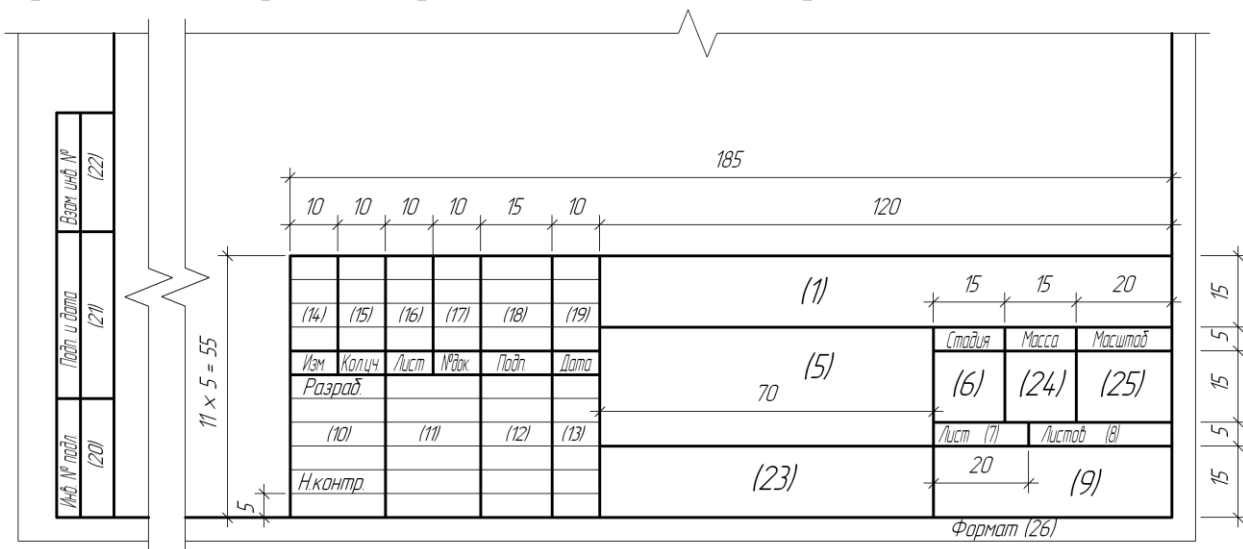 185
10 10 10 10 15 10 120
(1) 15 15 20 15
(14) (15) (16) (17) (18) (19)
Стадия Масса Масштаб 5
Изм. Кол.уч Лист №док. Подп. Дата
(5) (6) (24) (25) 15
Разраб.
70
(10) (11) (12) (13)
Лист (7) Листов (8) 5
Н.контр.
(23) 20 (9) 15
5
11 x 5 = 55
Формат (26)
Взам. инв. № (22)
Подп. и дата (21)
Инв. № подл. (20)